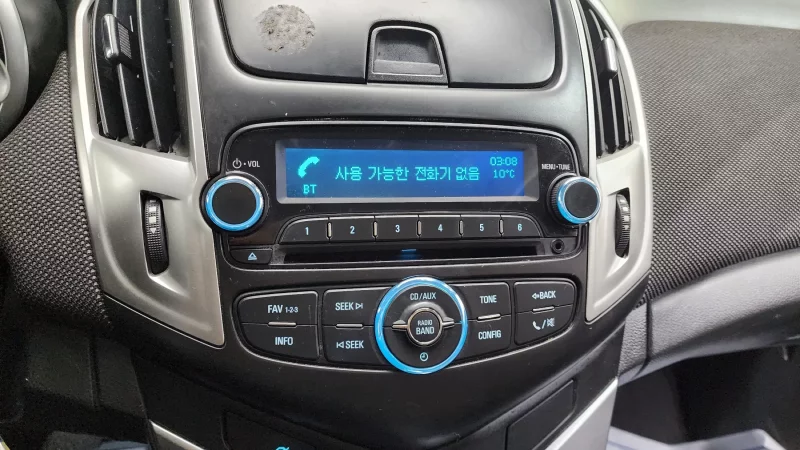 ⏻·VOL
03:08
MENU·TUNE
사용 가능한 전화기 없음
10°C
BT
1 2 3 4 5 6
CD/AUX
FAV 1-2-3
SEEK
TONE
BACK
RADIO
BAND
INFO
SEEK
CONFIG